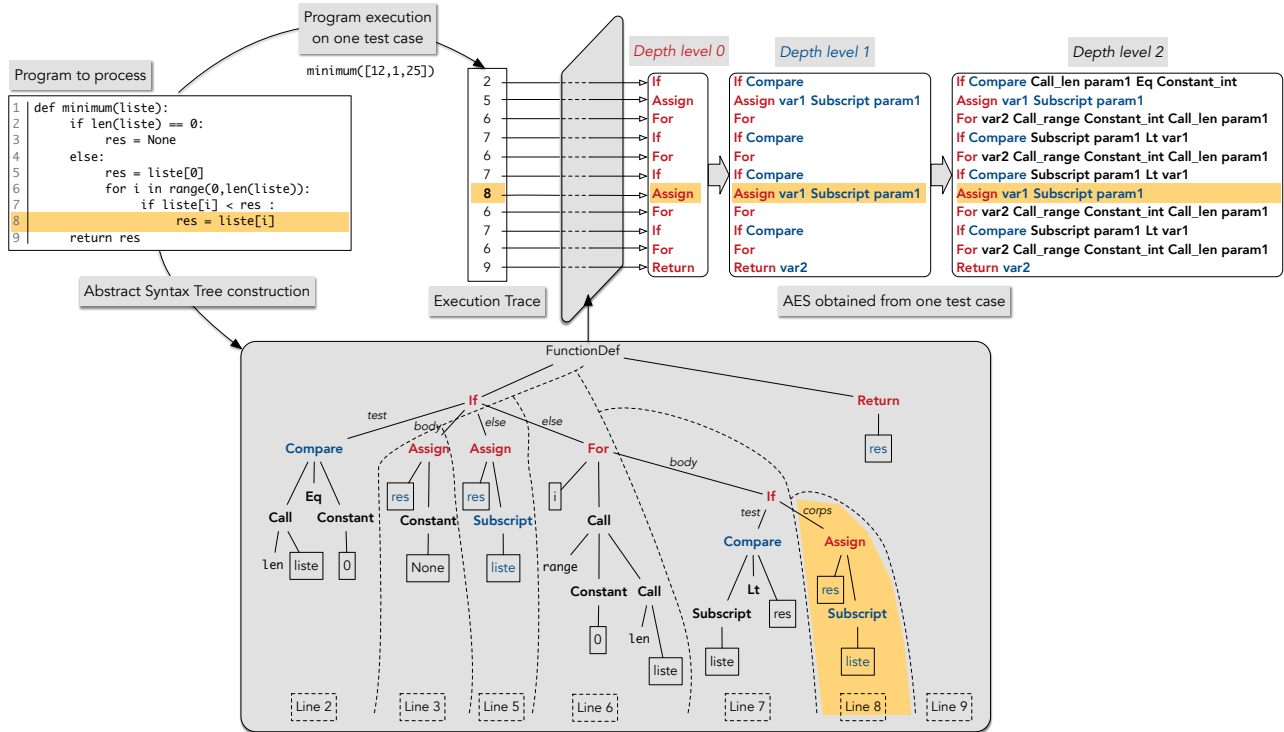 Program execution
on one test case
minimum([12,1,25])
Program to process
1 def minimum(liste):
2 if len(liste) == 0:
3 res = None
4 else:
5 res = liste[0]
6 for i in range(0,len(liste)):
7 if liste[i] < res :
8 res = liste[i]
9 return res
Abstract Syntax Tree construction
2
5
6
7
6
7
8
6
7
6
9
Execution Trace
Depth level 0
If
Assign
For
If
For
If
Assign
For
If
For
Return
Depth level 1
If Compare
Assign var1 Subscript param1
For
If Compare
For
If Compare
Assign var1 Subscript param1
For
If Compare
For
Return var2
Depth level 2
If Compare Call_len param1 Eq Constant_int
Assign var1 Subscript param1
For var2 Call_range Constant_int Call_len param1
If Compare Subscript param1 Lt var1
For var2 Call_range Constant_int Call_len param1
If Compare Subscript param1 Lt var1
Assign var1 Subscript param1
For var2 Call_range Constant_int Call_len param1
If Compare Subscript param1 Lt var1
For var2 Call_range Constant_int Call_len param1
Return var2
AES obtained from one test case
FunctionDef
If
Return
test
body
else
else
res
Compare
Assign
Assign
For
body
Eq
res
res
i
If
Call
Constant
Constant
Subscript
Call
test
corps
len
liste
0
None
liste
range
Compare
Assign
Constant
Call
Lt
res
Subscript
res
Subscript
0
len
liste
liste
liste
Line 2
Line 3
Line 5
Line 6
Line 7
Line 8
Line 9